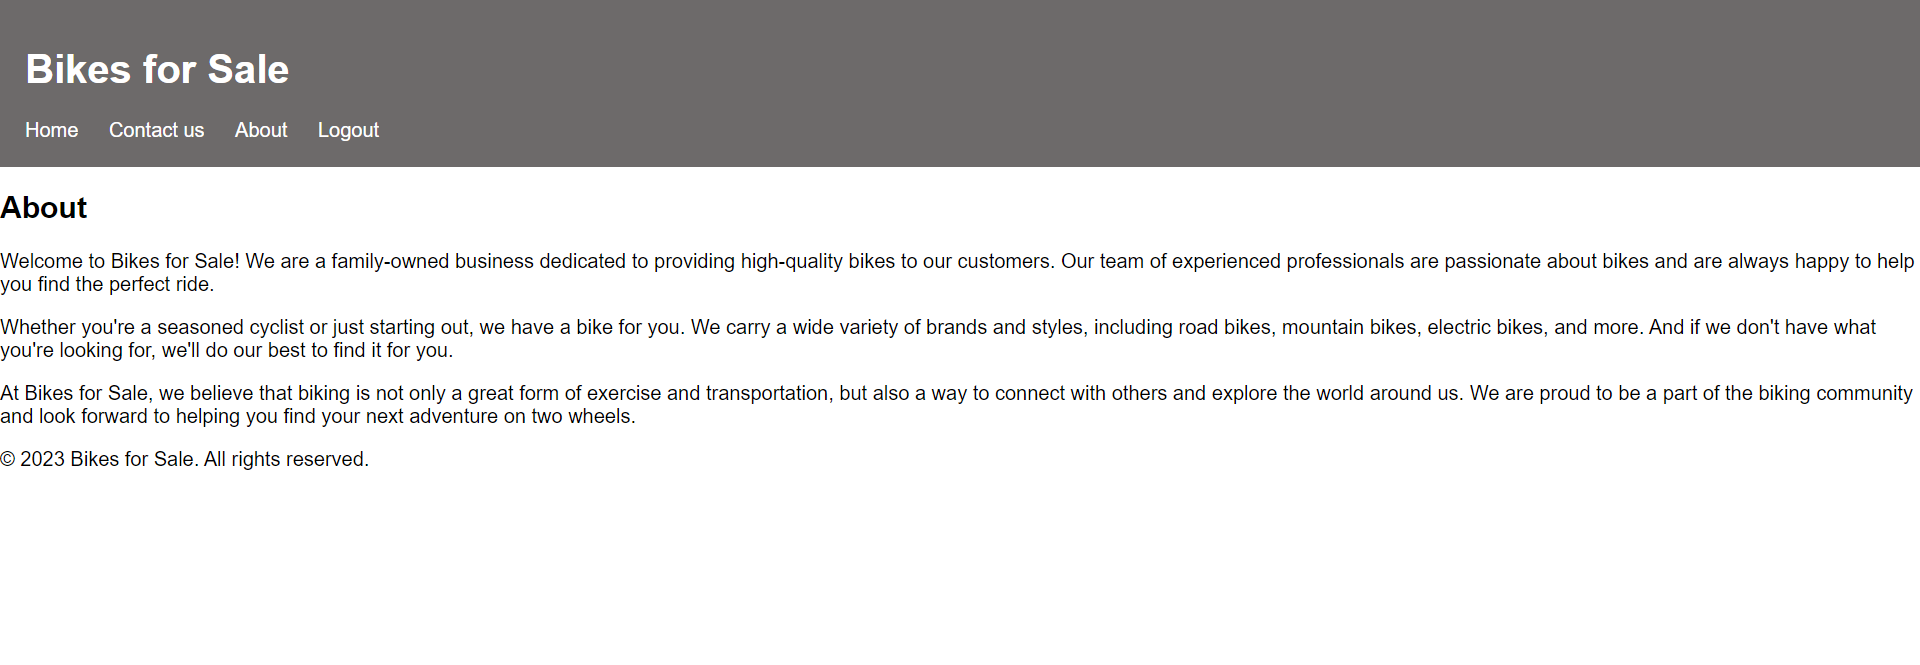 Bikes for Sale
Home Contact us About Logout
About
Welcome to Bikes for Sale! We are a family-owned business dedicated to providing high-quality bikes to our customers. Our team of experienced professionals are passionate about bikes and are always happy to help
you find the perfect ride.
Whether you're a seasoned cyclist or just starting out, we have a bike for you. We carry a wide variety of brands and styles, including road bikes, mountain bikes, electric bikes, and more. And if we don't have what
you're looking for, we'll do our best to find it for you.
At Bikes for Sale, we believe that biking is not only a great form of exercise and transportation, but also a way to connect with others and explore the world around us. We are proud to be a part of the biking community
and look forward to helping you find your next adventure on two wheels.
© 2023 Bikes for Sale. All rights reserved.